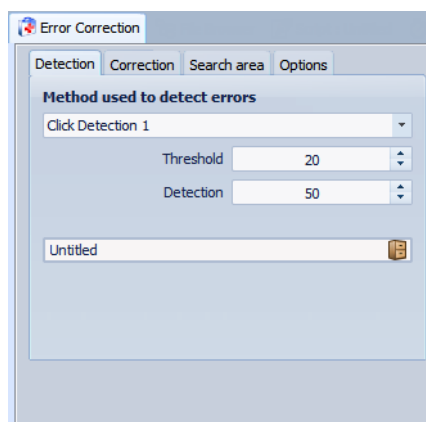 Error Correction
Detection Correction Search area Options
Method used to detect errors
Click Detection 1
Threshold 20
Detection 50
Untitled